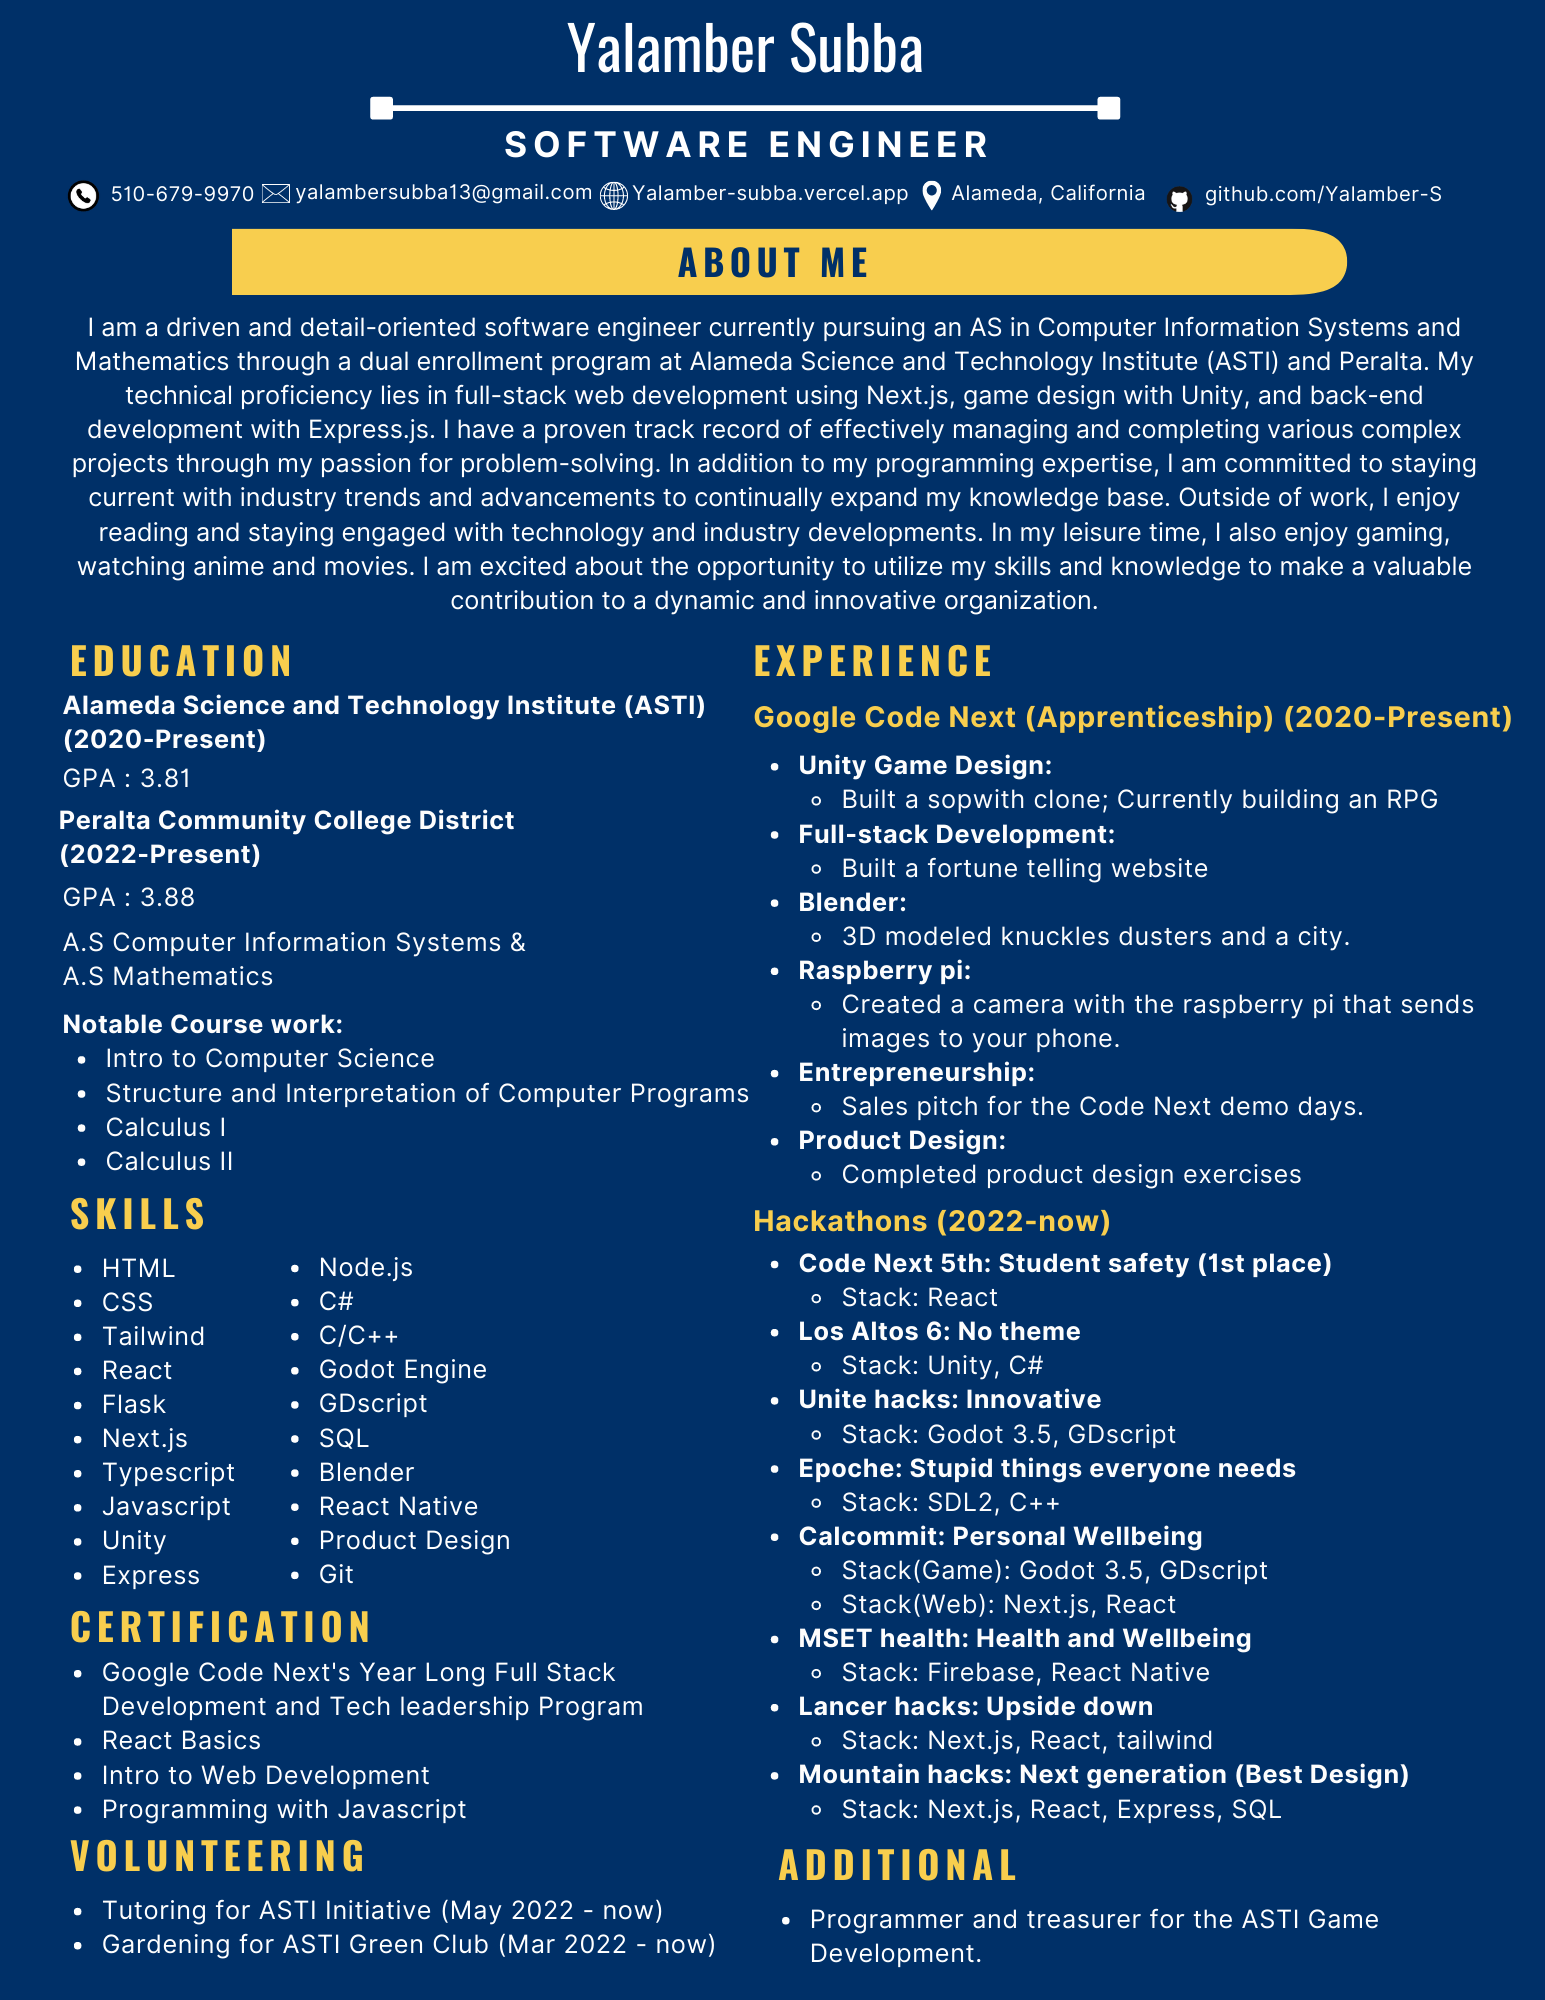 Yalamber Subba
SOFTWARE ENGINEER
510-679-9970 yalambersubba13@gmail.com Yalamber-subba.vercel.app Alameda, California github.com/Yalamber-S
ABOUT ME
I am a driven and detail-oriented software engineer currently pursuing an AS in Computer Information Systems and
Mathematics through a dual enrollment program at Alameda Science and Technology Institute (ASTI) and Peralta. My
technical proficiency lies in full-stack web development using Next.js, game design with Unity, and back-end
development with Express.js. I have a proven track record of effectively managing and completing various complex
projects through my passion for problem-solving. In addition to my programming expertise, I am committed to staying
current with industry trends and advancements to continually expand my knowledge base. Outside of work, I enjoy
reading and staying engaged with technology and industry developments. In my leisure time, I also enjoy gaming,
watching anime and movies. I am excited about the opportunity to utilize my skills and knowledge to make a valuable
contribution to a dynamic and innovative organization.
EDUCATION
Alameda Science and Technology Institute (ASTI)
(2020-Present)
GPA : 3.81
Peralta Community College District
(2022-Present)
GPA : 3.88
A.S Computer Information Systems &
A.S Mathematics
Notable Course work:
• Intro to Computer Science
• Structure and Interpretation of Computer Programs
• Calculus I
• Calculus II
SKILLS
• HTML
• CSS
• Tailwind
• React
• Flask
• Next.js
• Typescript
• Javascript
• Unity
• Express
• Node.js
• C#
• C/C++
• Godot Engine
• GDscript
• SQL
• Blender
• React Native
• Product Design
• Git
CERTIFICATION
• Google Code Next's Year Long Full Stack
Development and Tech leadership Program
• React Basics
• Intro to Web Development
• Programming with Javascript
VOLUNTEERING
• Tutoring for ASTI Initiative (May 2022 - now)
• Gardening for ASTI Green Club (Mar 2022 - now)
EXPERIENCE
Google Code Next (Apprenticeship) (2020-Present)
• Unity Game Design:
◦ Built a sopwith clone; Currently building an RPG
• Full-stack Development:
◦ Built a fortune telling website
• Blender:
◦ 3D modeled knuckles dusters and a city.
• Raspberry pi:
◦ Created a camera with the raspberry pi that sends
images to your phone.
• Entrepreneurship:
◦ Sales pitch for the Code Next demo days.
• Product Design:
◦ Completed product design exercises
Hackathons (2022-now)
• Code Next 5th: Student safety (1st place)
◦ Stack: React
• Los Altos 6: No theme
◦ Stack: Unity, C#
• Unite hacks: Innovative
◦ Stack: Godot 3.5, GDscript
• Epoche: Stupid things everyone needs
◦ Stack: SDL2, C++
• Calcommit: Personal Wellbeing
◦ Stack(Game): Godot 3.5, GDscript
◦ Stack(Web): Next.js, React
• MSET health: Health and Wellbeing
◦ Stack: Firebase, React Native
• Lancer hacks: Upside down
◦ Stack: Next.js, React, tailwind
• Mountain hacks: Next generation (Best Design)
◦ Stack: Next.js, React, Express, SQL
ADDITIONAL
• Programmer and treasurer for the ASTI Game
Development.